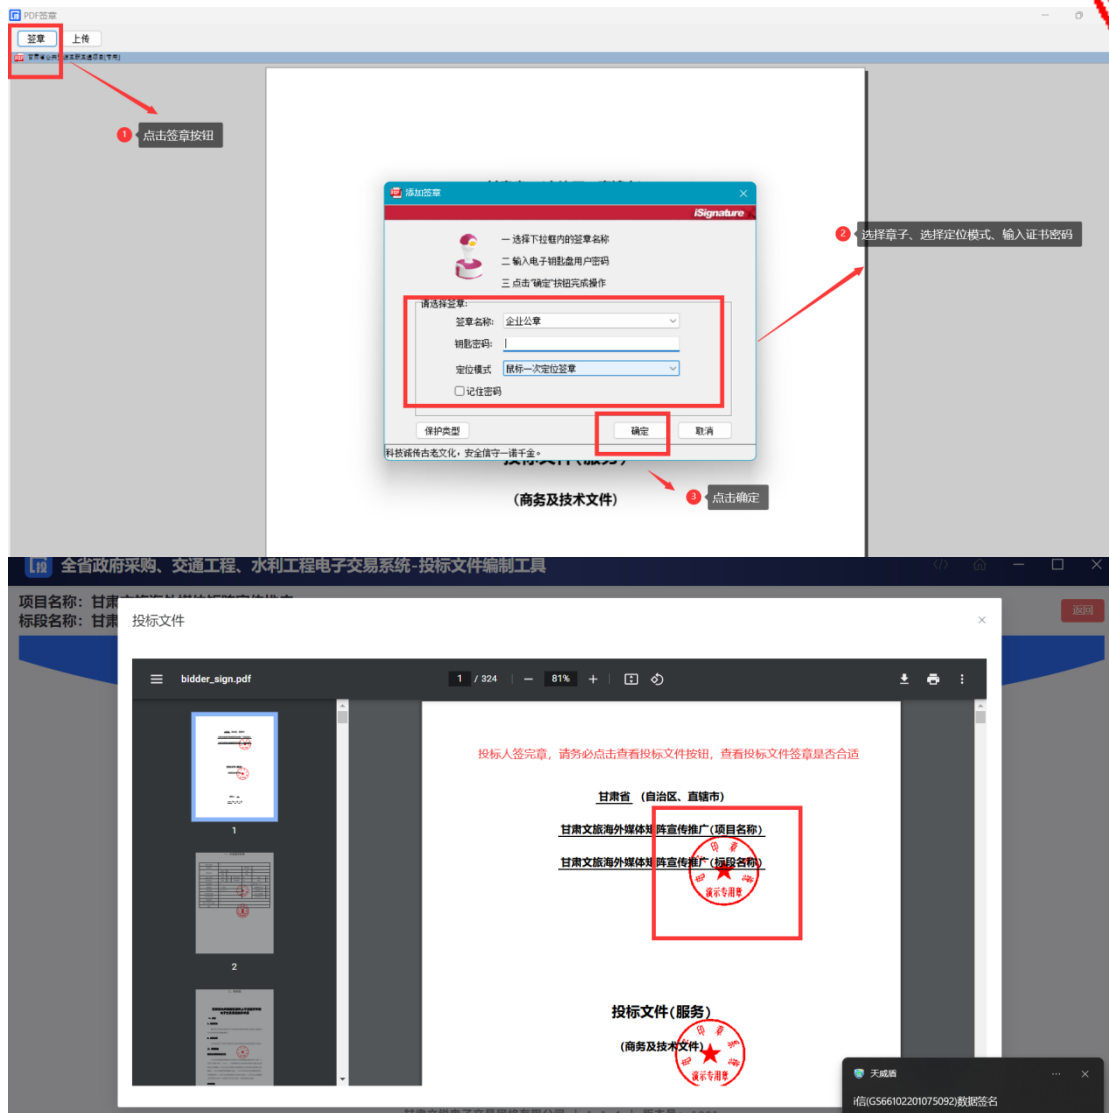 PDF签章
签章 上传
1 点击签章按钮
添加签章
iSignature
一 选择下拉框内的签章名称
二 输入电子钥匙盘用户密码
三 点击"确定"按钮完成操作
2 选择章子、选择定位模式、输入证书密码
请选择签章:
签章名称: 企业公章
钥匙密码:
定位模式 鼠标一次定位签章
记住密码
保护类型 确定 取消
科技诚传古老文化，安全信守一诺千金。
3 点击确定
(商务及技术文件)
投 全省政府采购、交通工程、水利工程电子交易系统-投标文件编制工具
项目名称：甘肃
标段名称：甘肃
返回
投标文件
bidder_sign.pdf 1 / 324 81%
投标人签完章，请务必点击查看投标文件按钮，查看投标文件签章是否合适
甘肃省 (自治区、直辖市)
甘肃文旅海外媒体矩阵宣传推广(项目名称)
甘肃文旅海外媒体矩阵宣传推广(标段名称)
演示专用章
1
2
投标文件(服务)
(商务及技术文件)
演示专用章
天威盾
i信(GS66102201075092)数据签名